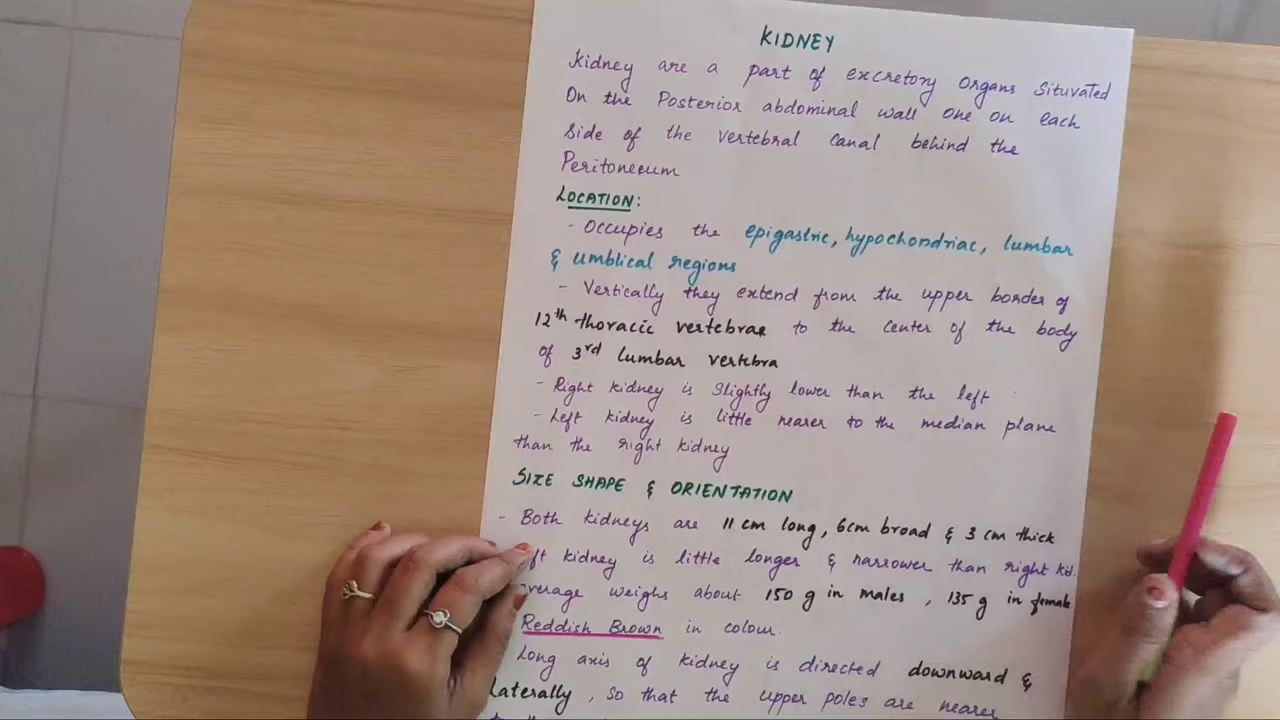 KIDNEY
Kidney are a part of excretory organs situvated
On the Posterior abdominal wall one on each
Side of the vertebral Canal behind the
Peritoneum
LOCATION:
- Occupies the epigastric, hypochondriac, lumbar
& umblical regions
- Vertically they extend from the upper border of
12th thoracic vertebrae to the center of the body
of 3rd lumbar vertebra
- Right kidney is slightly lower than the left
- Left kidney is little nearer to the median plane
than the right kidney
SIZE SHAPE & ORIENTATION
- Both kidneys are 11 cm long, 6cm broad & 3 cm thick
kidney is little longer & narrower than right kid.
weighs about 150 g in males, 135 g in female
Reddish Brown in colour.
Long axis of kidney is directed downward &
Laterally, so that the upper poles are nearer